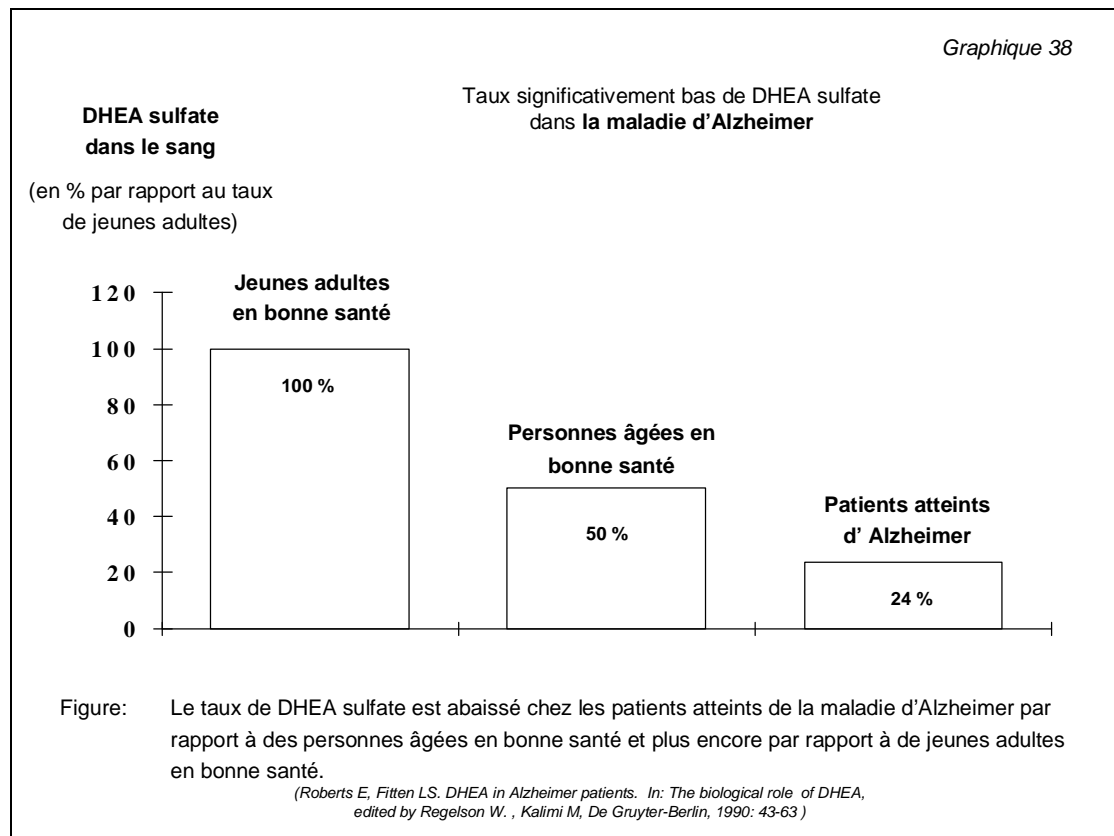 Graphique 38
Taux significativement bas de DHEA sulfate
dans la maladie d'Alzheimer
DHEA sulfate
dans le sang
(en % par rapport au taux
de jeunes adultes)
Jeunes adultes
en bonne santé
Personnes âgées en
bonne santé
Patients atteints
d' Alzheimer
120
100
80
60
40
20
0
100 %
50 %
24 %
Figure: Le taux de DHEA sulfate est abaissé chez les patients atteints de la maladie d'Alzheimer par
rapport à des personnes âgées en bonne santé et plus encore par rapport à de jeunes adultes
en bonne santé.
(Roberts E, Fitten LS. DHEA in Alzheimer patients. In: The biological role of DHEA,
edited by Regelson W. , Kalimi M, De Gruyter-Berlin, 1990: 43-63 )